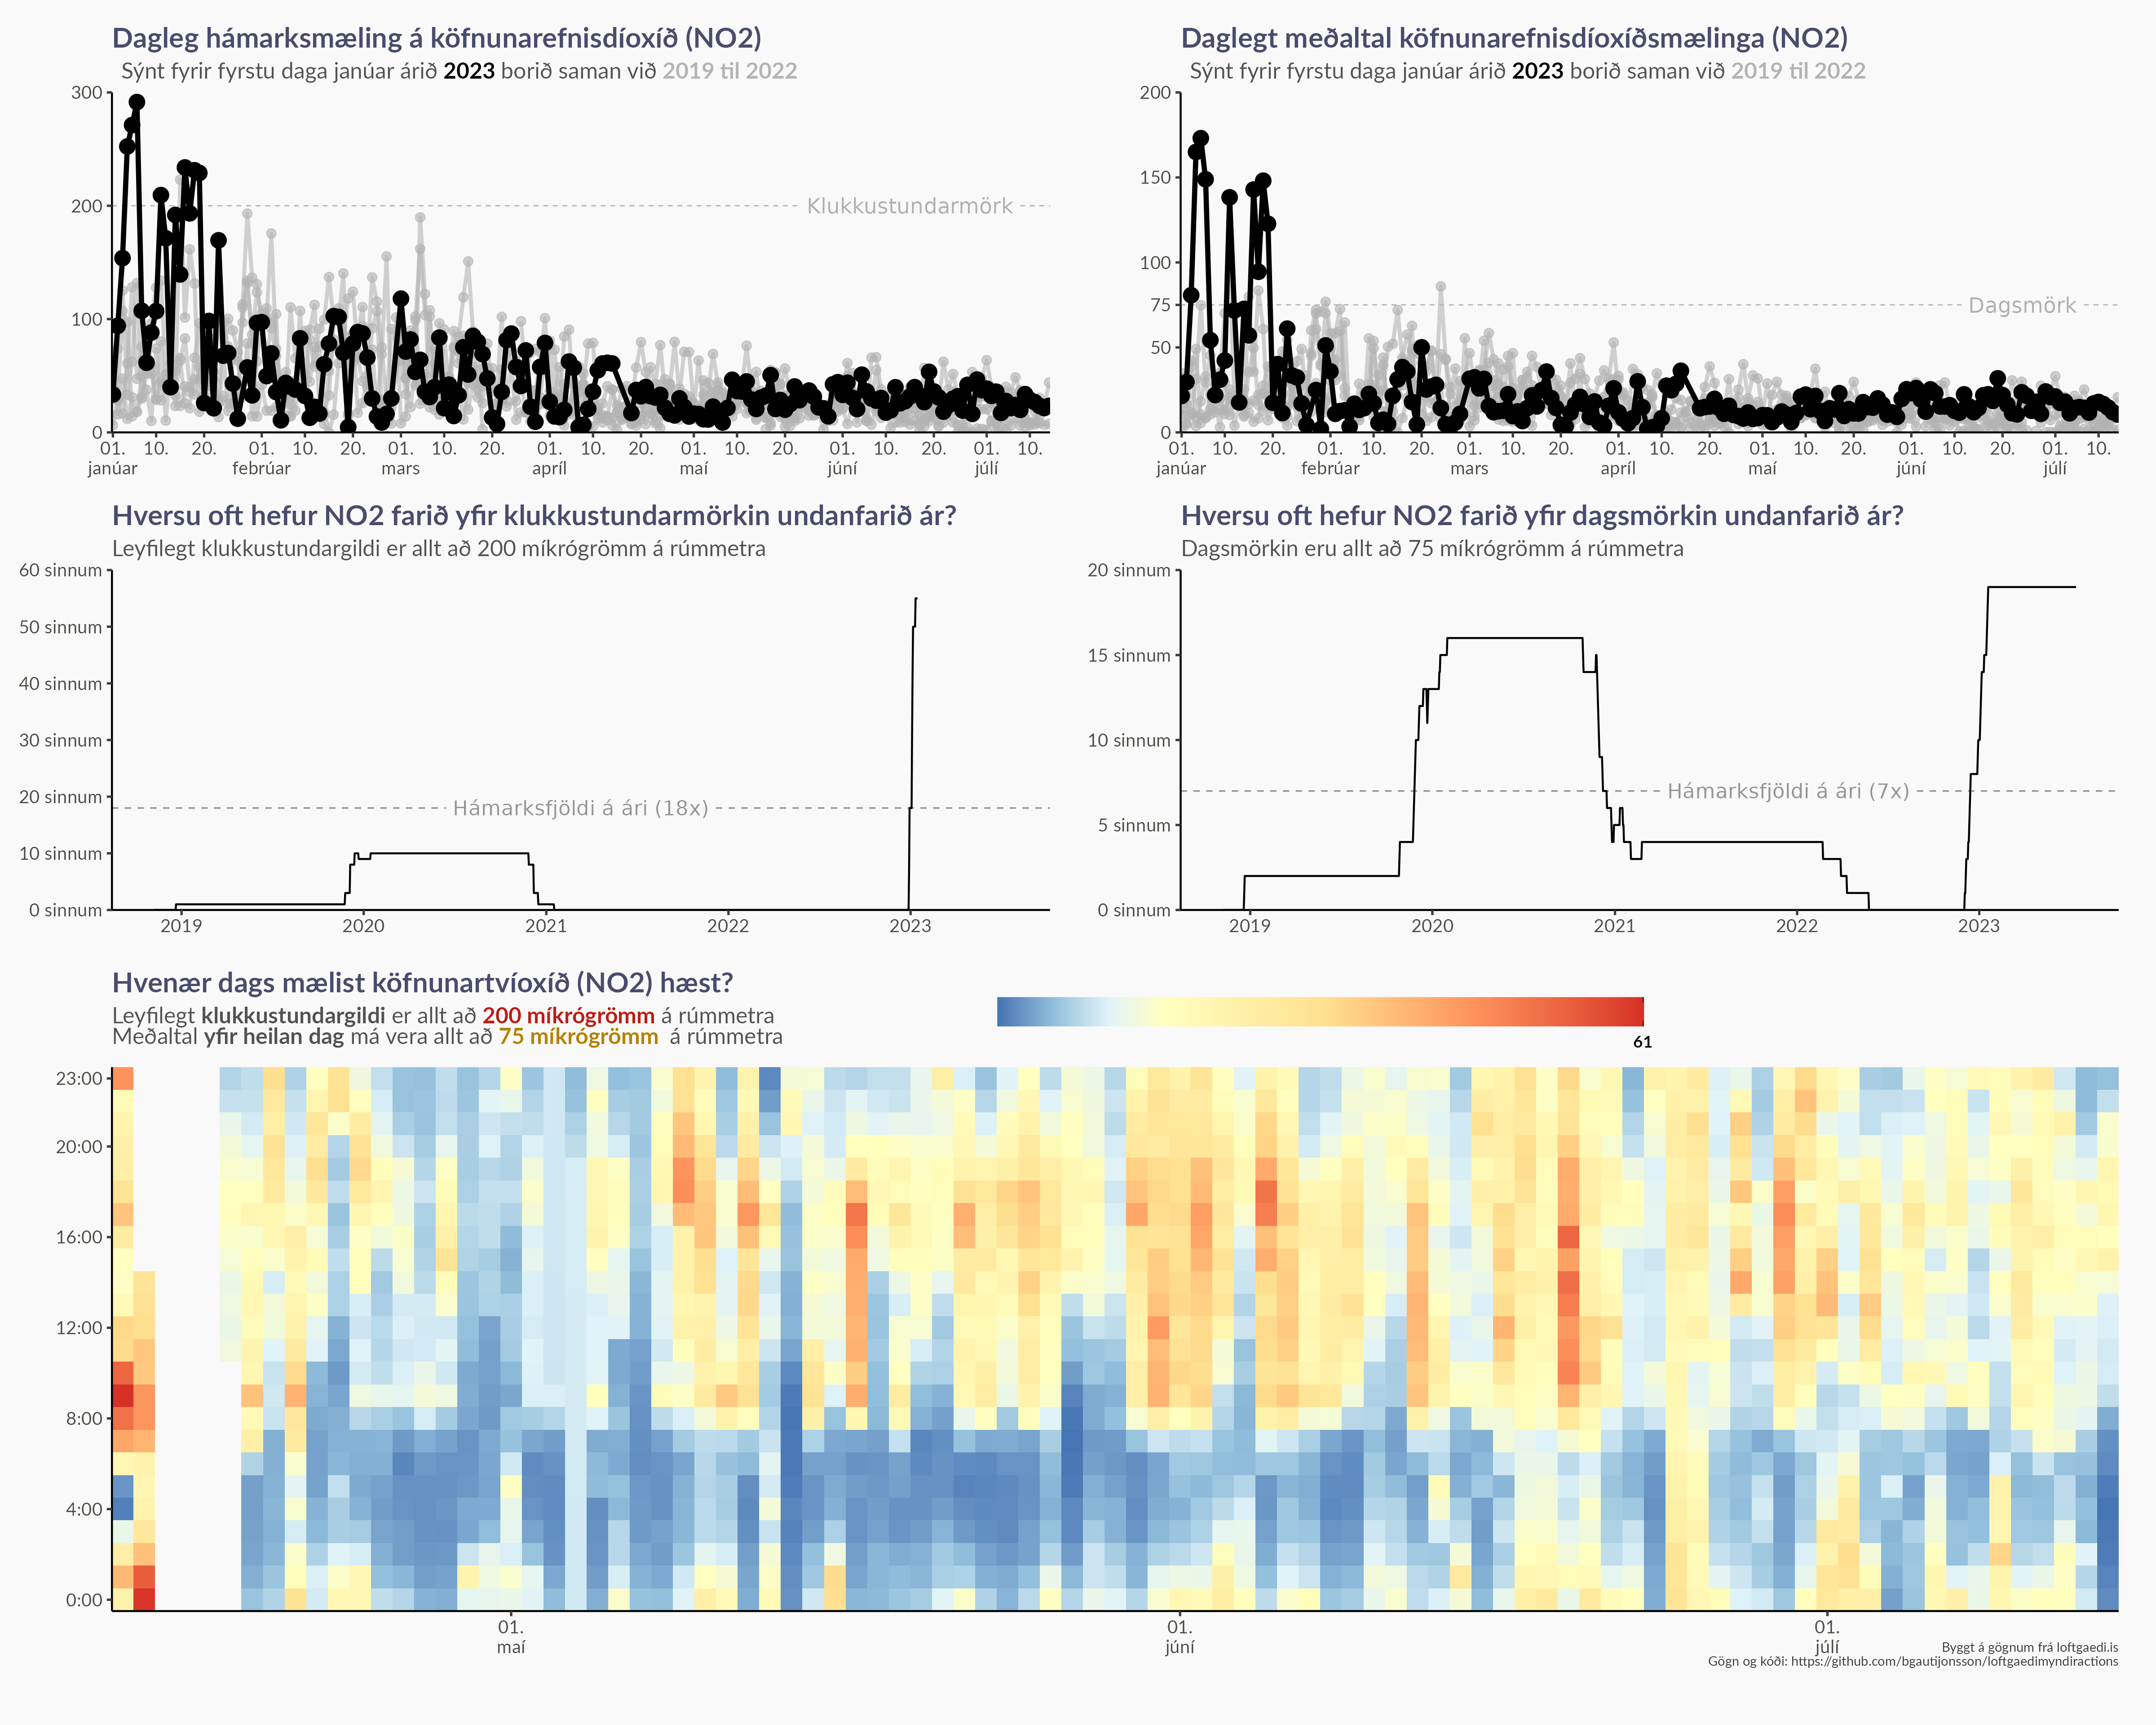 Dagleg hámarksmæling á köfnunarefnisdíoxíð (NO2)
Sýnt fyrir fyrstu daga janúar árið 2023 borið saman við 2019 til 2022
300
200
100
0
Klukkustundarmörk
01. 10. 20. 01. 10. 20. 01. 10. 20. 01. 10. 20. 01. 10. 20. 01. 10. 20. 01. 10.
janúar febrúar mars apríl maí júní júlí
Daglegt meðaltal köfnunarefnisdíoxíðsmælinga (NO2)
Sýnt fyrir fyrstu daga janúar árið 2023 borið saman við 2019 til 2022
200
150
100
75
50
0
Dagsmörk
01. 10. 20. 01. 10. 20. 01. 10. 20. 01. 10. 20. 01. 10. 20. 01. 10. 20. 01. 10.
janúar febrúar mars apríl maí júní júlí
Hversu oft hefur NO2 farið yfir klukkustundarmörkin undanfarið ár?
Leyfilegt klukkustundargildi er allt að 200 míkrógrömm á rúmmetra
60 sinnum
50 sinnum
40 sinnum
30 sinnum
20 sinnum
10 sinnum
0 sinnum
Hámarksfjöldi á ári (18x)
2019 2020 2021 2022 2023
Hversu oft hefur NO2 farið yfir dagsmörkin undanfarið ár?
Dagsmörkin eru allt að 75 míkrógrömm á rúmmetra
20 sinnum
15 sinnum
10 sinnum
5 sinnum
0 sinnum
Hámarksfjöldi á ári (7x)
2019 2020 2021 2022 2023
Hvenær dags mælist köfnunartvíoxíð (NO2) hæst?
Leyfilegt klukkustundargildi er allt að 200 míkrógrömm á rúmmetra
Meðaltal yfir heilan dag má vera allt að 75 míkrógrömm á rúmmetra
61
23:00
20:00
16:00
12:00
8:00
4:00
0:00
01. 01. 01.
maí júní júlí
Byggt á gögnum frá loftgaedi.is
Gögn og kóði: https://github.com/bgautijonsson/loftgaedimyndiractions